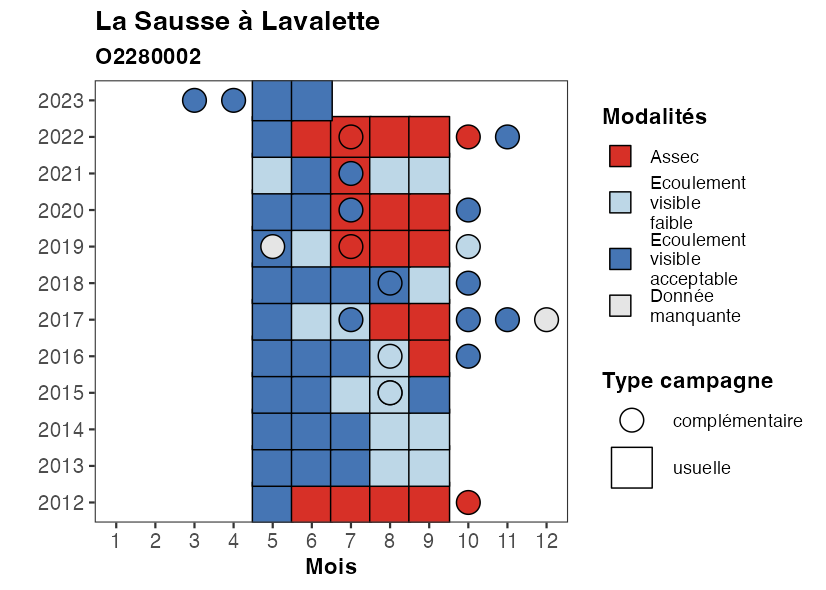 La Sausse à Lavalette
O2280002
2023
2022
2021
2020
2019
2018
2017
2016
2015
2014
2013
2012
1 2 3 4 5 6 7 8 9 10 11 12
Mois
Modalités
Assec
Ecoulement
visible
faible
Ecoulement
visible
acceptable
Donnée
manquante
Type campagne
complémentaire
usuelle